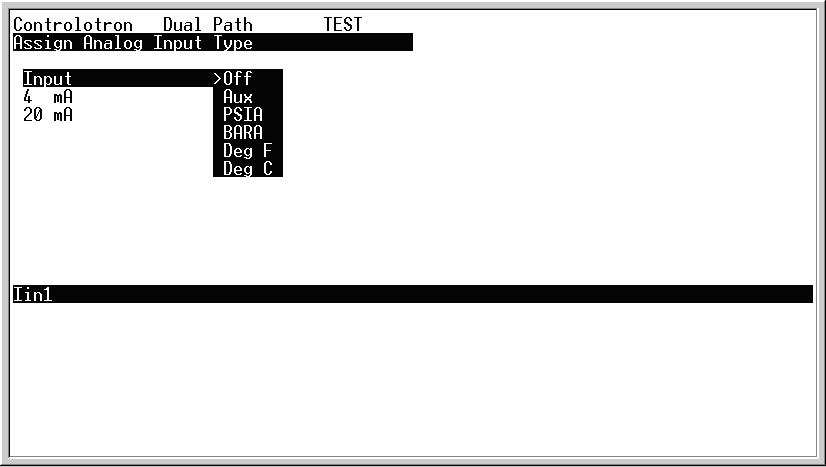 Controlotron   Dual Path       TEST
Assign Analog Input Type
Input              >Off
4  mA               Aux
20 mA               PSIA
BARA
Deg F
Deg C
Iin1